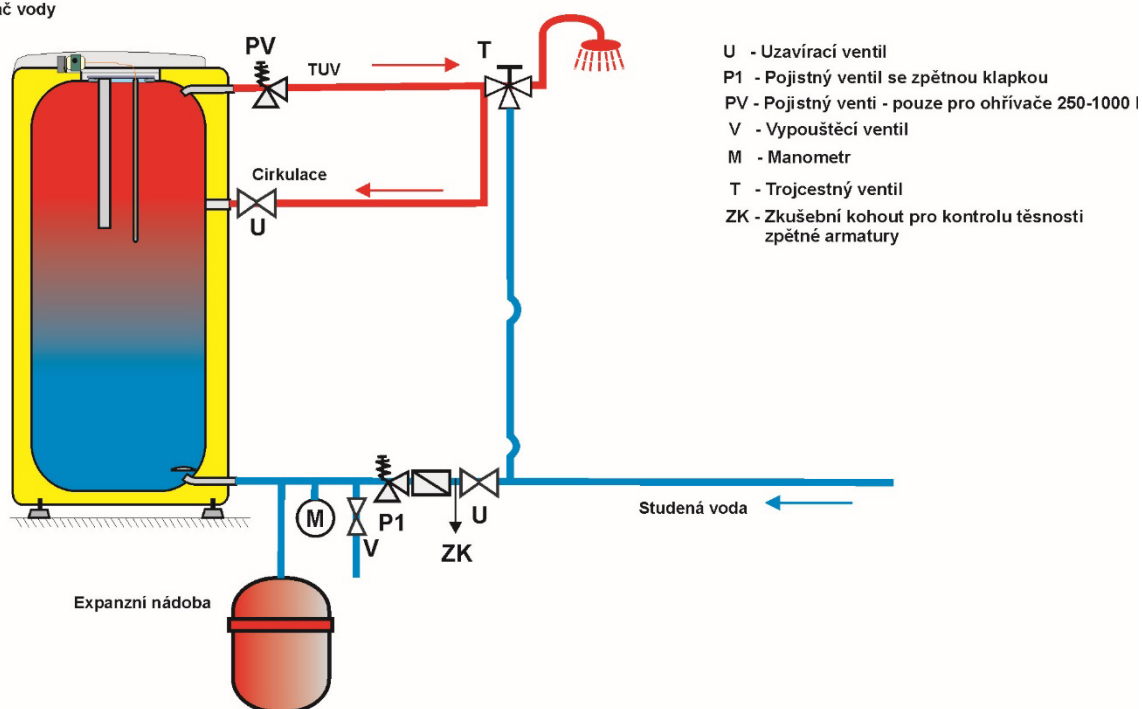 č vody
PV
TUV
T
Cirkulace
U
U - Uzavírací ventil
P1 - Pojistný ventil se zpětnou klapkou
PV - Pojistný venti - pouze pro ohřívače 250-1000 l
V - Vypouštěcí ventil
M - Manometr
T - Trojcestný ventil
ZK - Zkušební kohout pro kontrolu těsnosti
zpětné armatury
M
V
P1
U
ZK
Studená voda
Expanzní nádoba